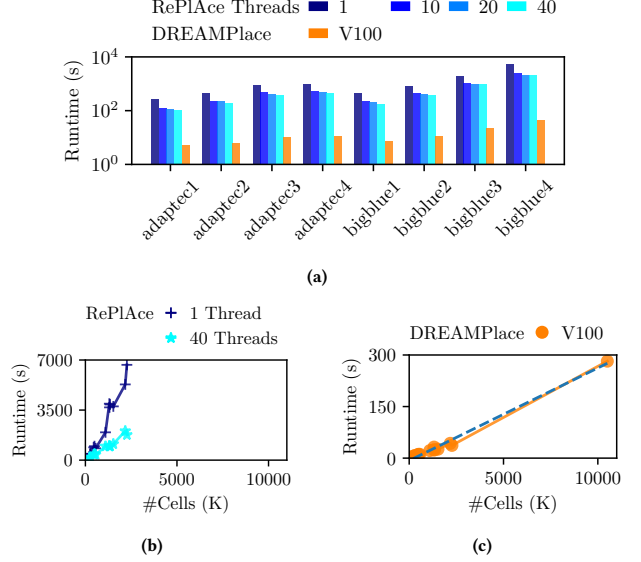 RePlAce Threads 1 10 20 40
DREAMPlace V100
Runtime (s)
10^4
10^2
10^0
adaptec1
adaptec2
adaptec3
adaptec4
bigblue1
bigblue2
bigblue3
bigblue4
(a)
RePlAce 1 Thread
40 Threads
Runtime (s)
7000
3500
0
0 5000 10000
#Cells (K)
(b)
DREAMPlace V100
Runtime (s)
300
150
0
0 5000 10000
#Cells (K)
(c)